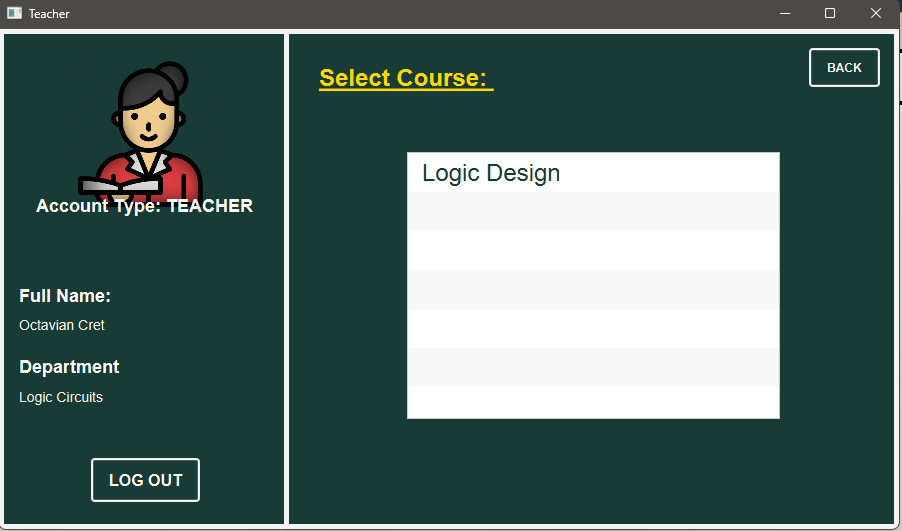 Teacher
Account Type: TEACHER
Full Name:
Octavian Cret
Department
Logic Circuits
LOG OUT
Select Course:
BACK
Logic Design